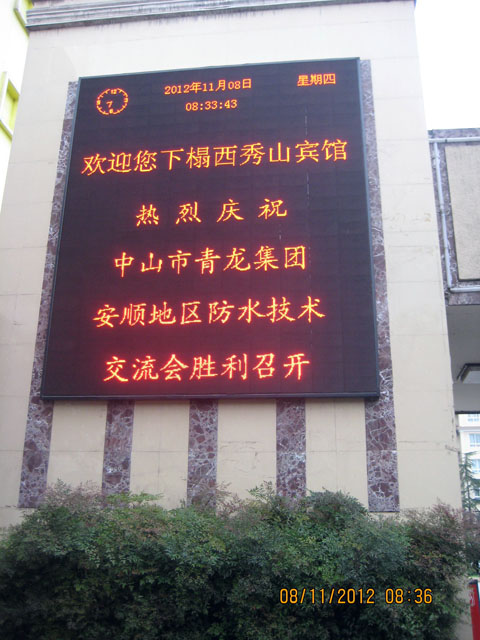 2012年11月08日 星期四
08:33:43
欢迎您下榻西秀山宾馆
热烈庆祝
中山市青龙集团
安顺地区防水技术
交流会胜利召开
08/11/2012 08:36